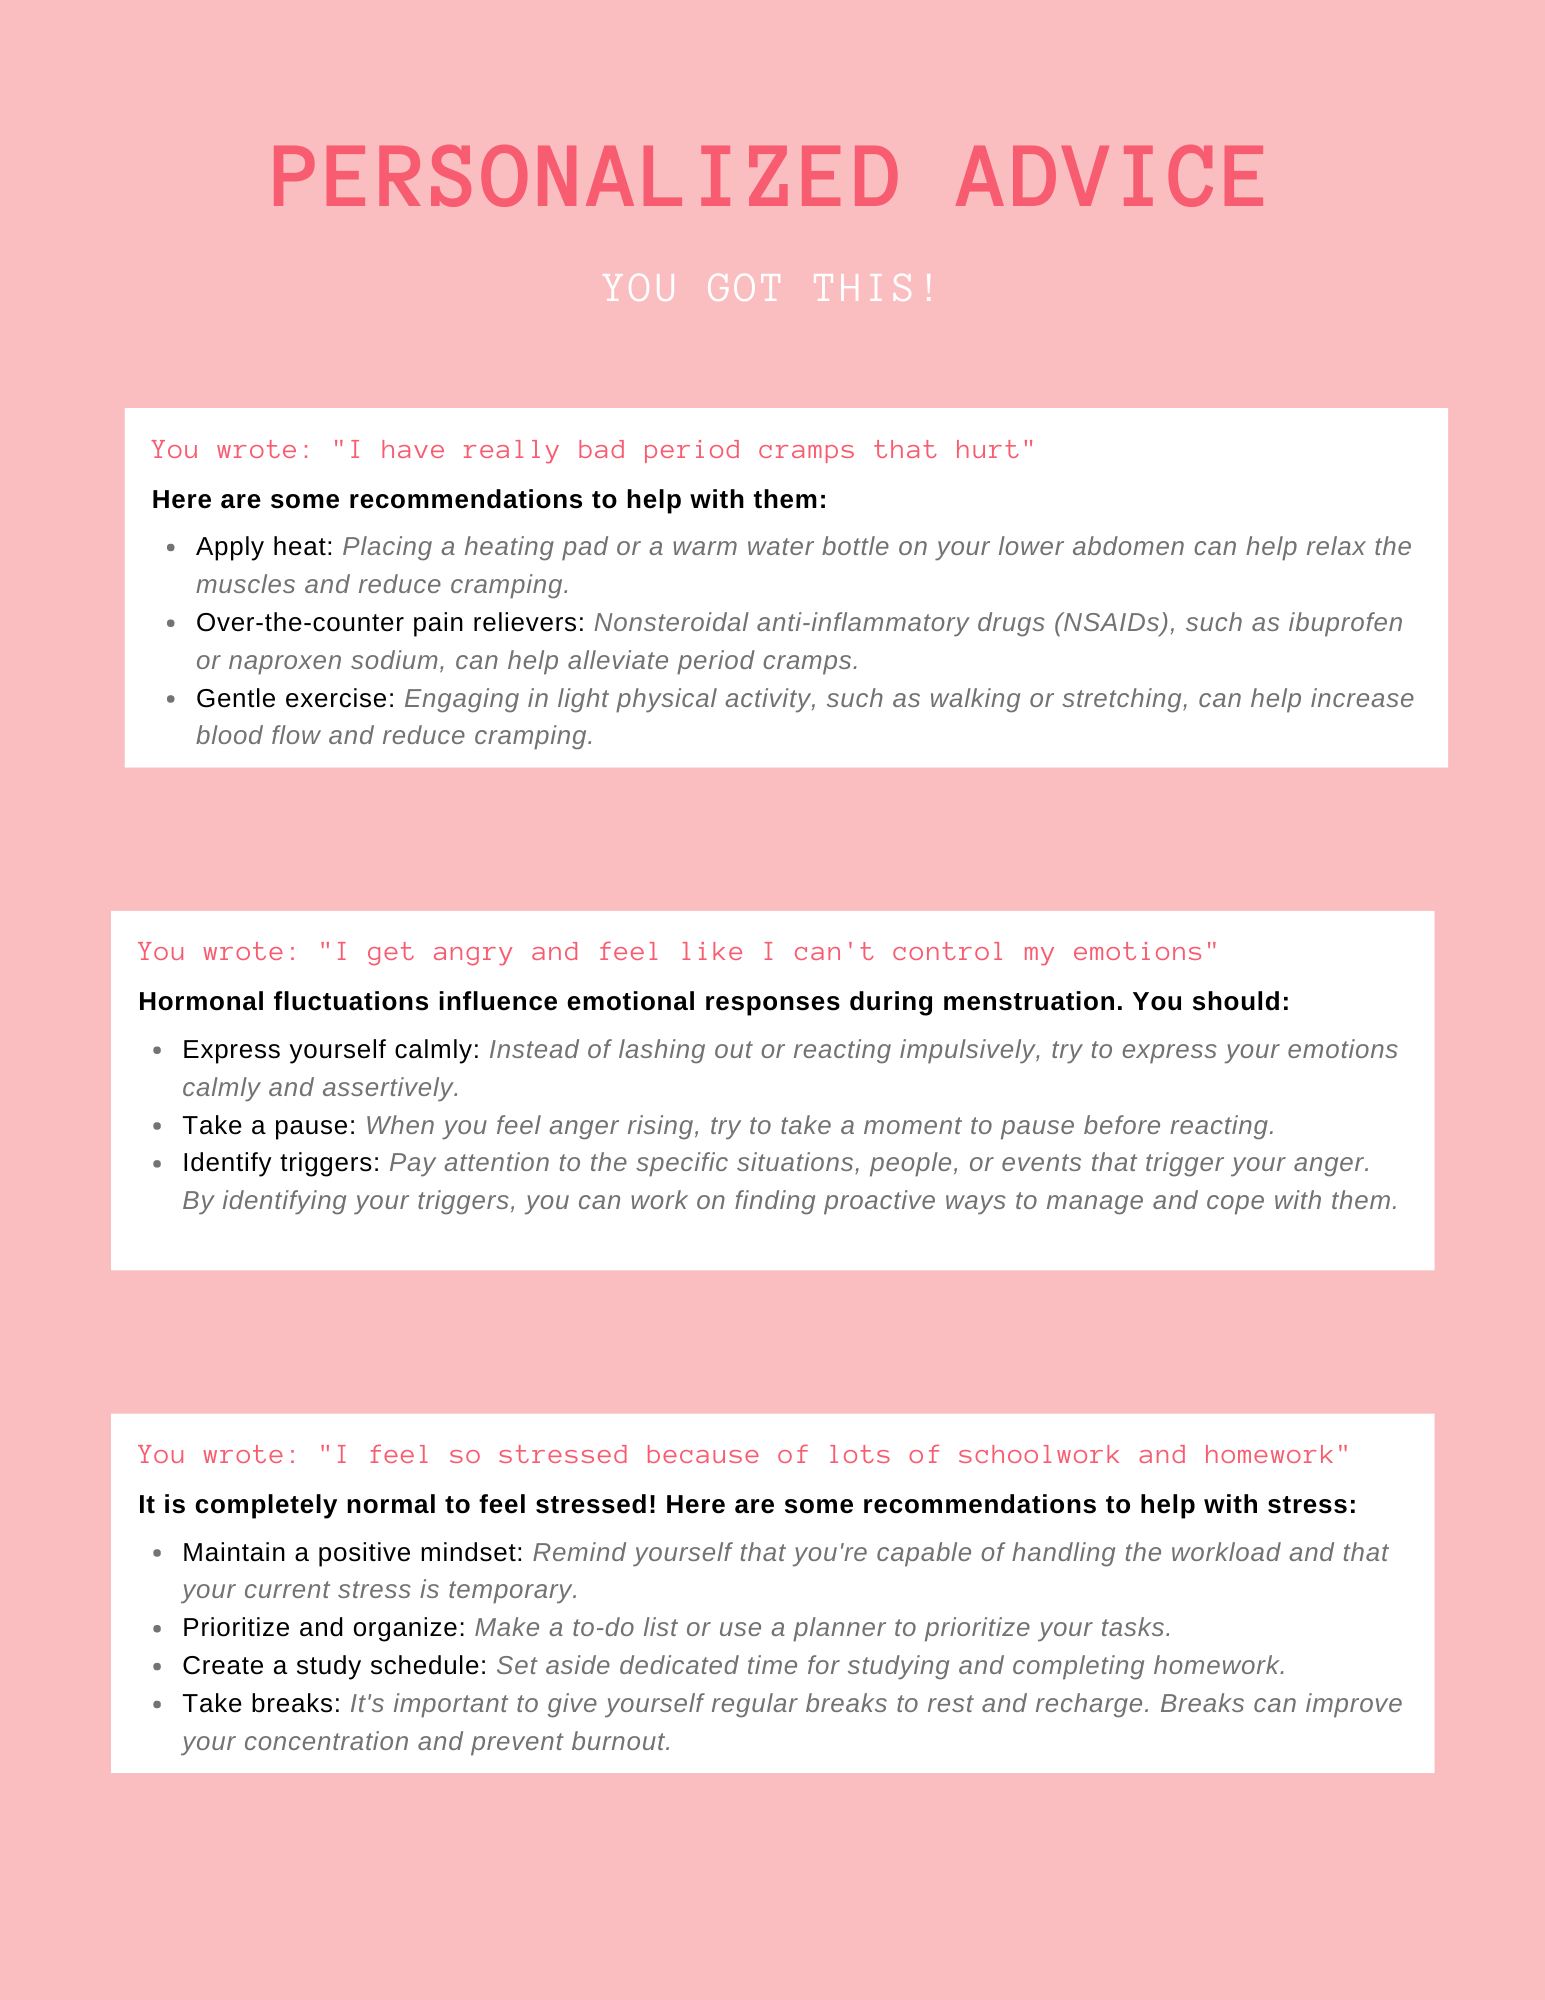 PERSONALIZED ADVICE
YOU GOT THIS!
You wrote: "I have really bad period cramps that hurt"
Here are some recommendations to help with them:
• Apply heat: Placing a heating pad or a warm water bottle on your lower abdomen can help relax the
muscles and reduce cramping.
• Over-the-counter pain relievers: Nonsteroidal anti-inflammatory drugs (NSAIDs), such as ibuprofen
or naproxen sodium, can help alleviate period cramps.
• Gentle exercise: Engaging in light physical activity, such as walking or stretching, can help increase
blood flow and reduce cramping.
You wrote: "I get angry and feel like I can't control my emotions"
Hormonal fluctuations influence emotional responses during menstruation. You should:
• Express yourself calmly: Instead of lashing out or reacting impulsively, try to express your emotions
calmly and assertively.
• Take a pause: When you feel anger rising, try to take a moment to pause before reacting.
• Identify triggers: Pay attention to the specific situations, people, or events that trigger your anger.
By identifying your triggers, you can work on finding proactive ways to manage and cope with them.
You wrote: "I feel so stressed because of lots of schoolwork and homework"
It is completely normal to feel stressed! Here are some recommendations to help with stress:
• Maintain a positive mindset: Remind yourself that you're capable of handling the workload and that
your current stress is temporary.
• Prioritize and organize: Make a to-do list or use a planner to prioritize your tasks.
• Create a study schedule: Set aside dedicated time for studying and completing homework.
• Take breaks: It's important to give yourself regular breaks to rest and recharge. Breaks can improve
your concentration and prevent burnout.